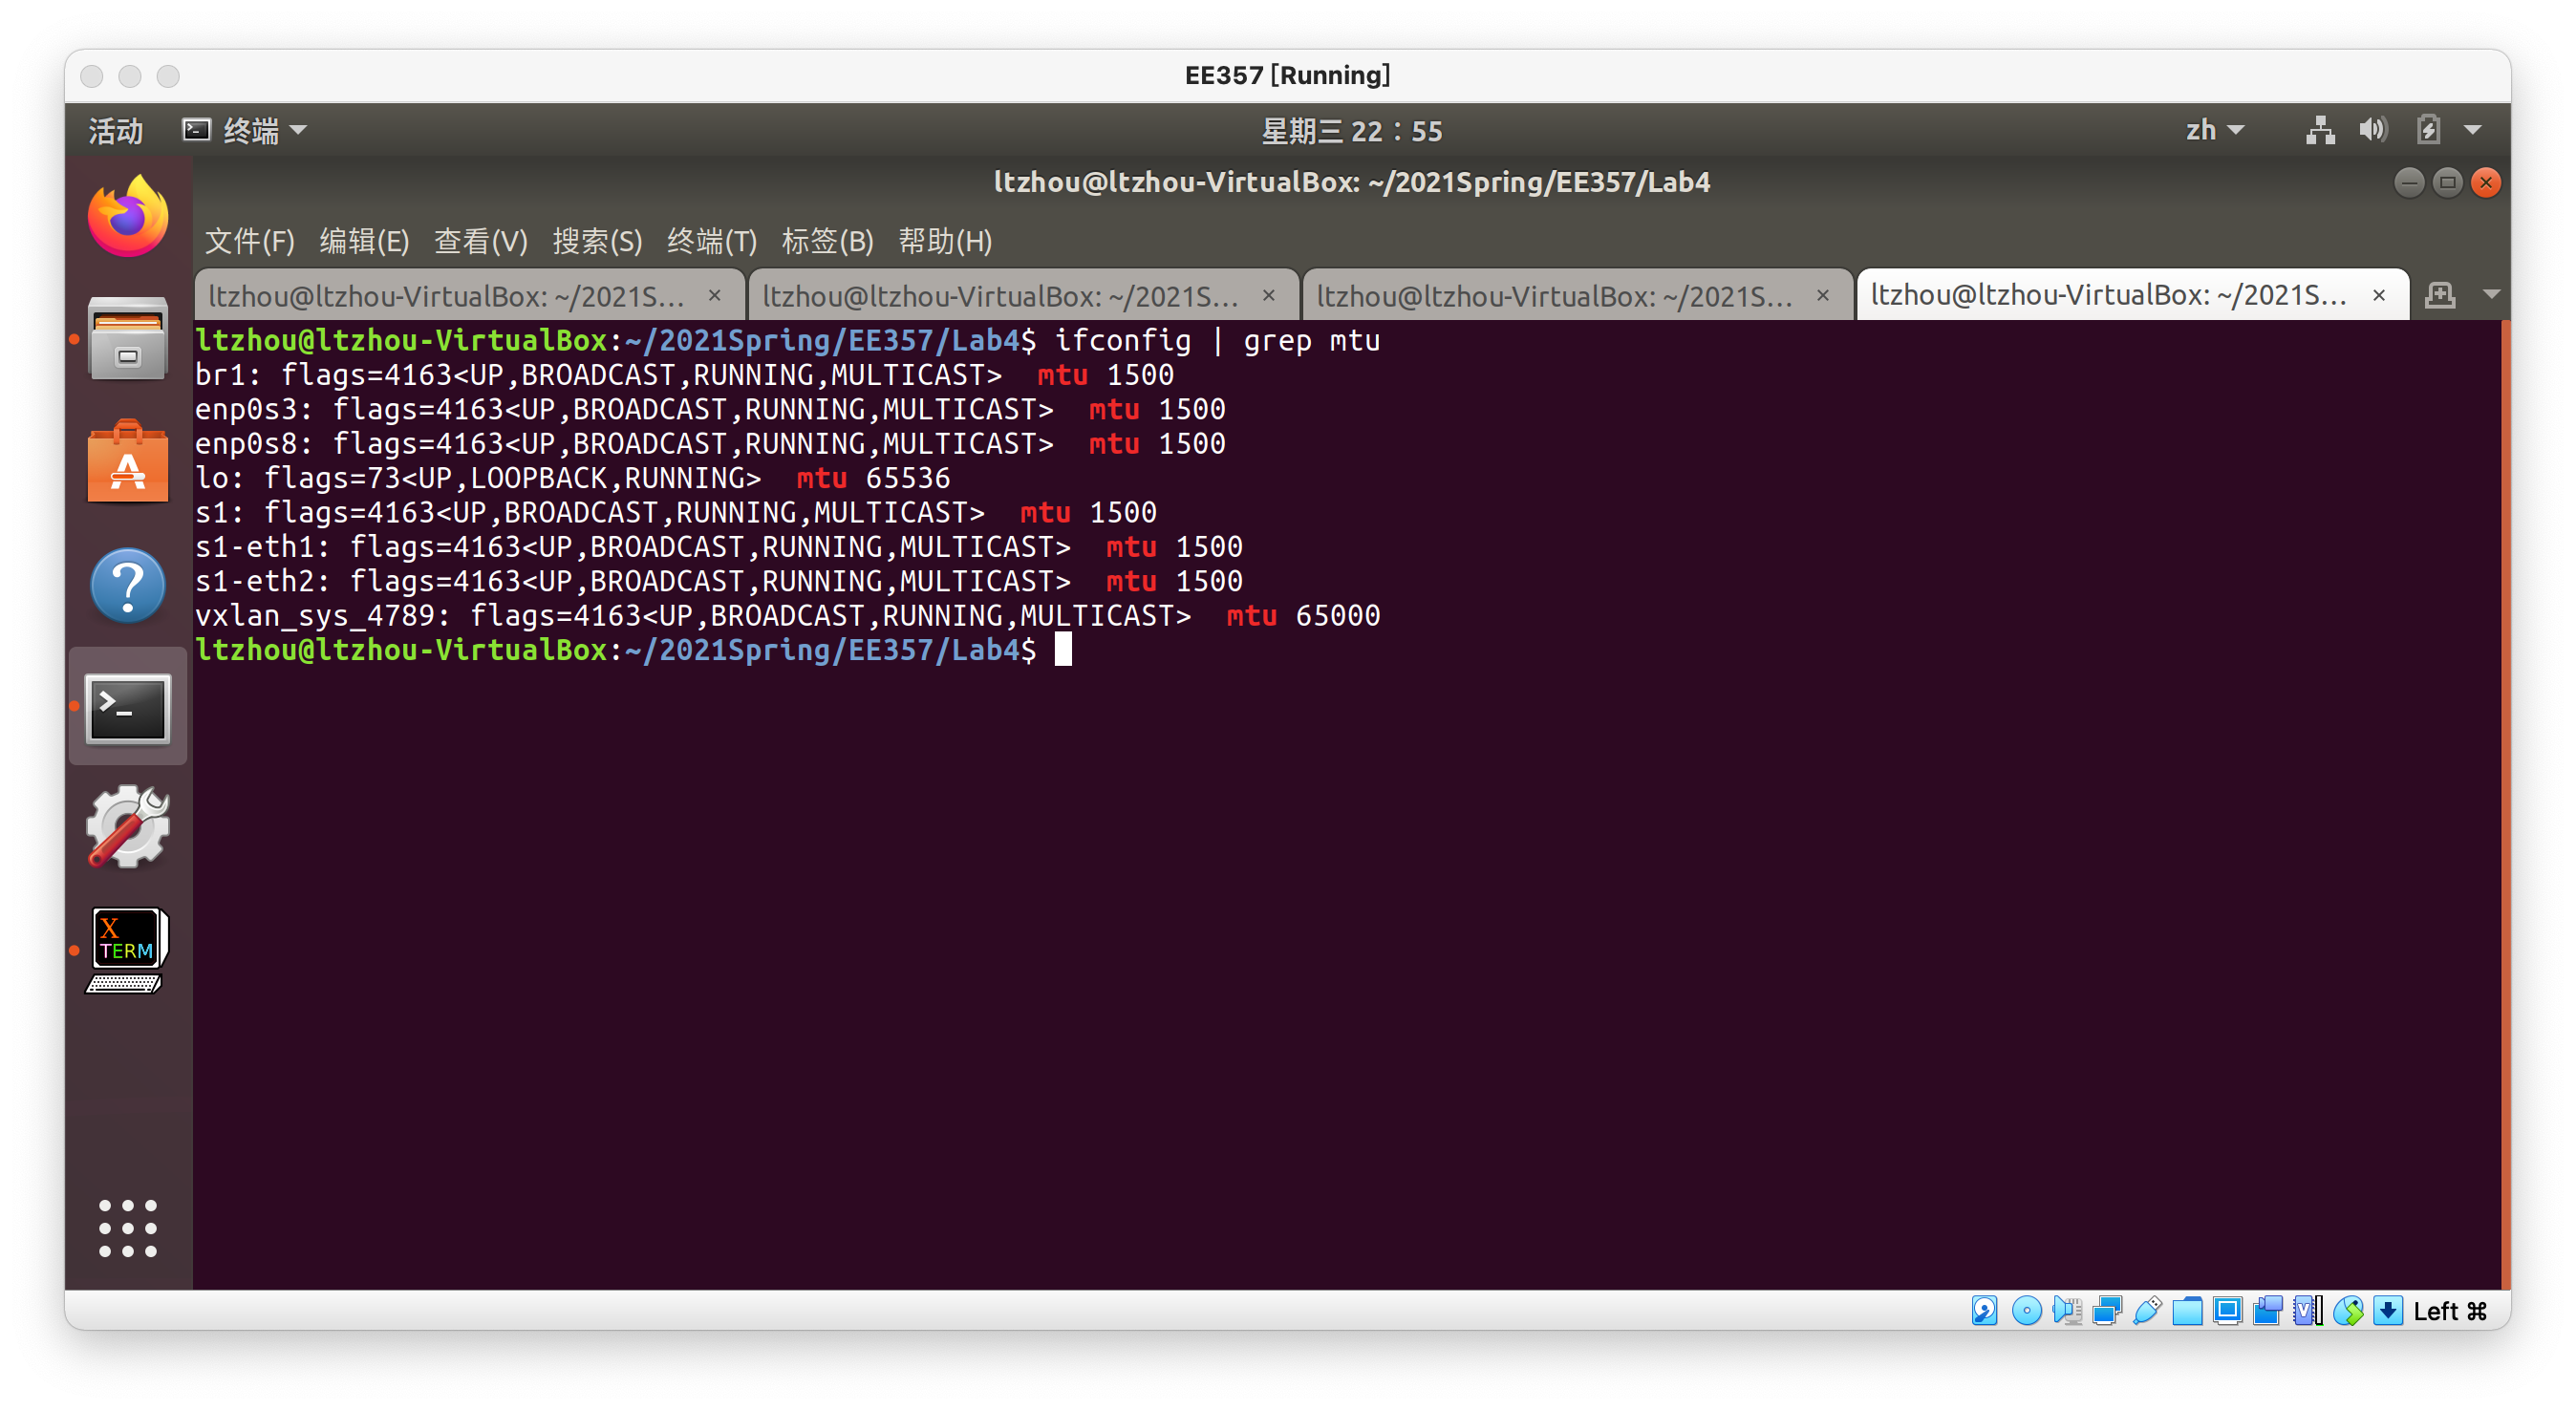 EE357 [Running]
活动 终端 星期三 22：55 zh
ltzhou@ltzhou-VirtualBox: ~/2021Spring/EE357/Lab4
文件(F) 编辑(E) 查看(V) 搜索(S) 终端(T) 标签(B) 帮助(H)
ltzhou@ltzhou-VirtualBox: ~/2021S... × ltzhou@ltzhou-VirtualBox: ~/2021S... × ltzhou@ltzhou-VirtualBox: ~/2021S... × ltzhou@ltzhou-VirtualBox: ~/2021S... ×
ltzhou@ltzhou-VirtualBox:~/2021Spring/EE357/Lab4$ ifconfig | grep mtu
br1: flags=4163<UP,BROADCAST,RUNNING,MULTICAST>  mtu 1500
enp0s3: flags=4163<UP,BROADCAST,RUNNING,MULTICAST>  mtu 1500
enp0s8: flags=4163<UP,BROADCAST,RUNNING,MULTICAST>  mtu 1500
lo: flags=73<UP,LOOPBACK,RUNNING>  mtu 65536
s1: flags=4163<UP,BROADCAST,RUNNING,MULTICAST>  mtu 1500
s1-eth1: flags=4163<UP,BROADCAST,RUNNING,MULTICAST>  mtu 1500
s1-eth2: flags=4163<UP,BROADCAST,RUNNING,MULTICAST>  mtu 1500
vxlan_sys_4789: flags=4163<UP,BROADCAST,RUNNING,MULTICAST>  mtu 65000
ltzhou@ltzhou-VirtualBox:~/2021Spring/EE357/Lab4$
X
TERM
Left ⌘